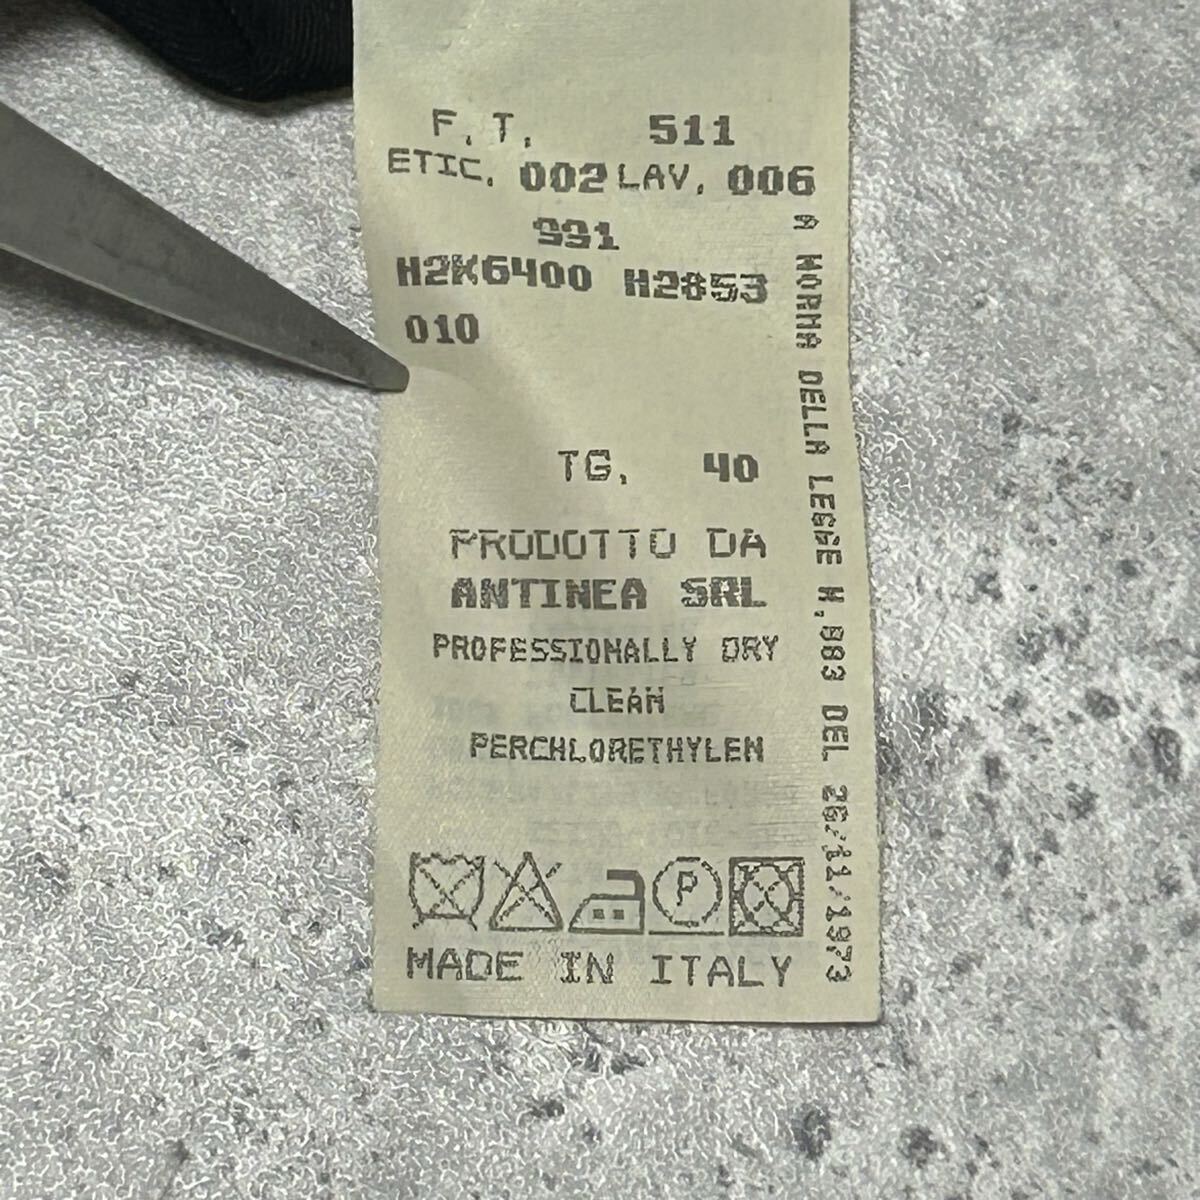 F.T. 511
ETIC. 002 LAV. 006
991
H2K6400 H2853
010
TG. 40
PRODOTTO DA
ANTINEA SRL
PROFESSIONALLY DRY
CLEAN
PERCHLORETHYLEN
P
MADE IN ITALY
A NORMA DELLA LEGGE N.883 DEL 26/11/1973